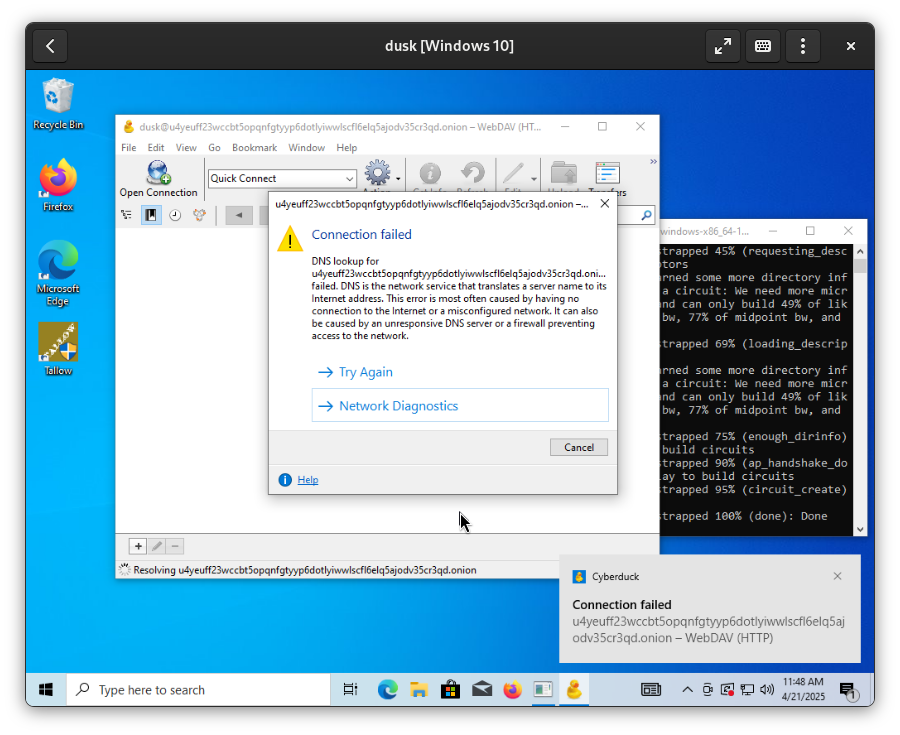 dusk [Windows 10]
Recycle Bin
Firefox
Microsoft
Edge
TALLOW
Tallow
dusk@u4yeuff23wccbt5opqnfgtyyp6dotlyiwwlscfl6elq5ajodv35cr3qd.onion – WebDAV (HT...
File Edit View Go Bookmark Window Help
Open Connection
Quick Connect
Action
Get Info
Refresh
Edit
Upload
Transfers
u4yeuff23wccbt5opqnfgtyyp6dotlyiwwlscfl6elq5ajodv35cr3qd.onion –...
Connection failed
DNS lookup for
u4yeuff23wccbt5opqnfgtyyp6dotlyiwwlscfl6elq5ajodv35cr3qd.oni...
failed. DNS is the network service that translates a server name to its
Internet address. This error is most often caused by having no
connection to the Internet or a misconfigured network. It can also
be caused by an unresponsive DNS server or a firewall preventing
access to the network.
Try Again
Network Diagnostics
Cancel
Help
Resolving u4yeuff23wccbt5opqnfgtyyp6dotlyiwwlscfl6elq5ajodv35cr3qd.onion
windows-x86_64-1...
strapped 45% (requesting_desc
ptors
arned some more directory inf
a circuit: We need more micr
and can only build 49% of lik
bw, 77% of midpoint bw, and
strapped 69% (loading_descrip
arned some more directory inf
a circuit: We need more micr
and can only build 49% of lik
bw, 77% of midpoint bw, and
strapped 75% (enough_dirinfo)
build circuits
strapped 90% (ap_handshake_do
lay to build circuits
strapped 95% (circuit_create)
strapped 100% (done): Done
Cyberduck
Connection failed
u4yeuff23wccbt5opqnfgtyyp6dotlyiwwlscfl6elq5aj
odv35cr3qd.onion – WebDAV (HTTP)
Type here to search
11:48 AM
4/21/2025
1